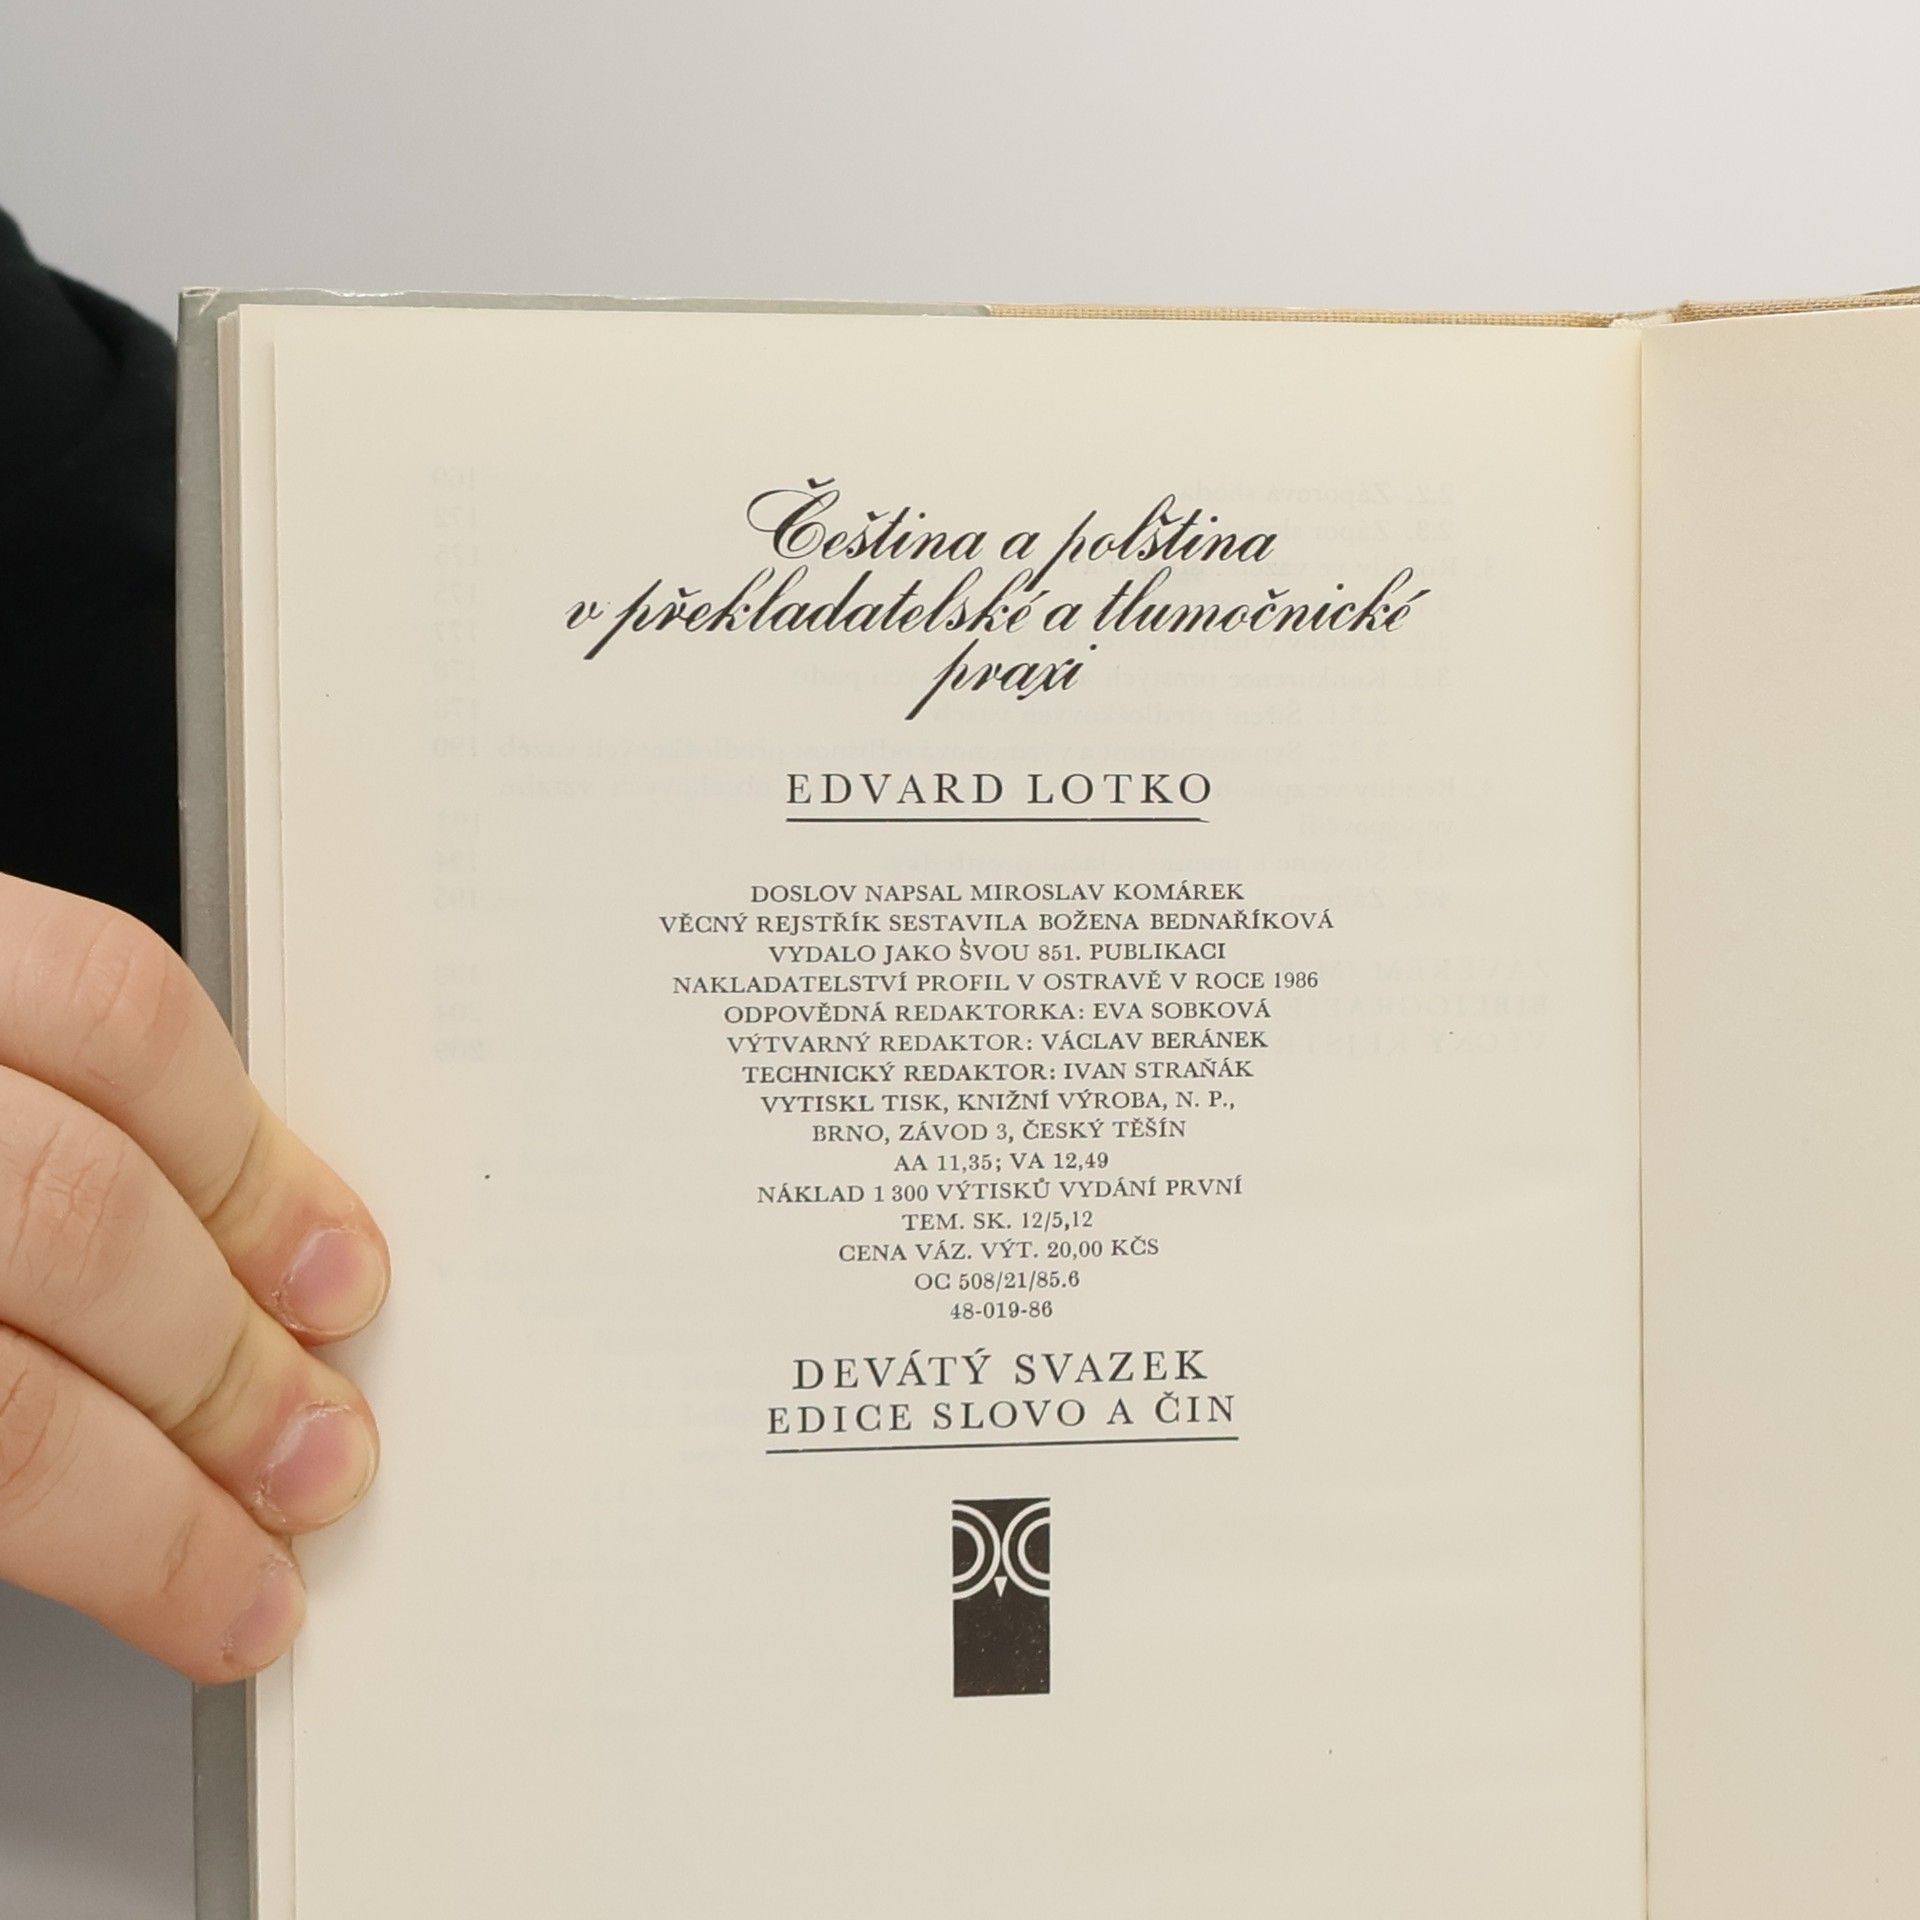 Čeština a polština
v překladatelské a tlumočnické
praxi
EDVARD LOTKO
DOSLOV NAPSAL MIROSLAV KOMÁREK
VĚCNÝ REJSTŘÍK SESTAVILA BOŽENA BEDNAŘÍKOVÁ
VYDALO JAKO SVOU 851. PUBLIKACI
NAKLADATELSTVÍ PROFIL V OSTRAVĚ V ROCE 1986
ODPOVĚDNÁ REDAKTORKA: EVA SOBKOVÁ
VÝTVARNÝ REDAKTOR: VÁCLAV BERÁNEK
TECHNICKÝ REDAKTOR: IVAN STRAŇÁK
VYTISKL TISK, KNIŽNÍ VÝROBA, N. P.,
BRNO, ZÁVOD 3, ČESKÝ TĚŠÍN
AA 11,35; VA 12,49
NÁKLAD 1 300 VÝTISKŮ VYDÁNÍ PRVNÍ
TEM. SK. 12/5,12
CENA VÁZ. VÝT. 20,00 KČS
OC 508/21/85.6
48-019-86
DEVÁTÝ SVAZEK
EDICE SLOVO A ČIN